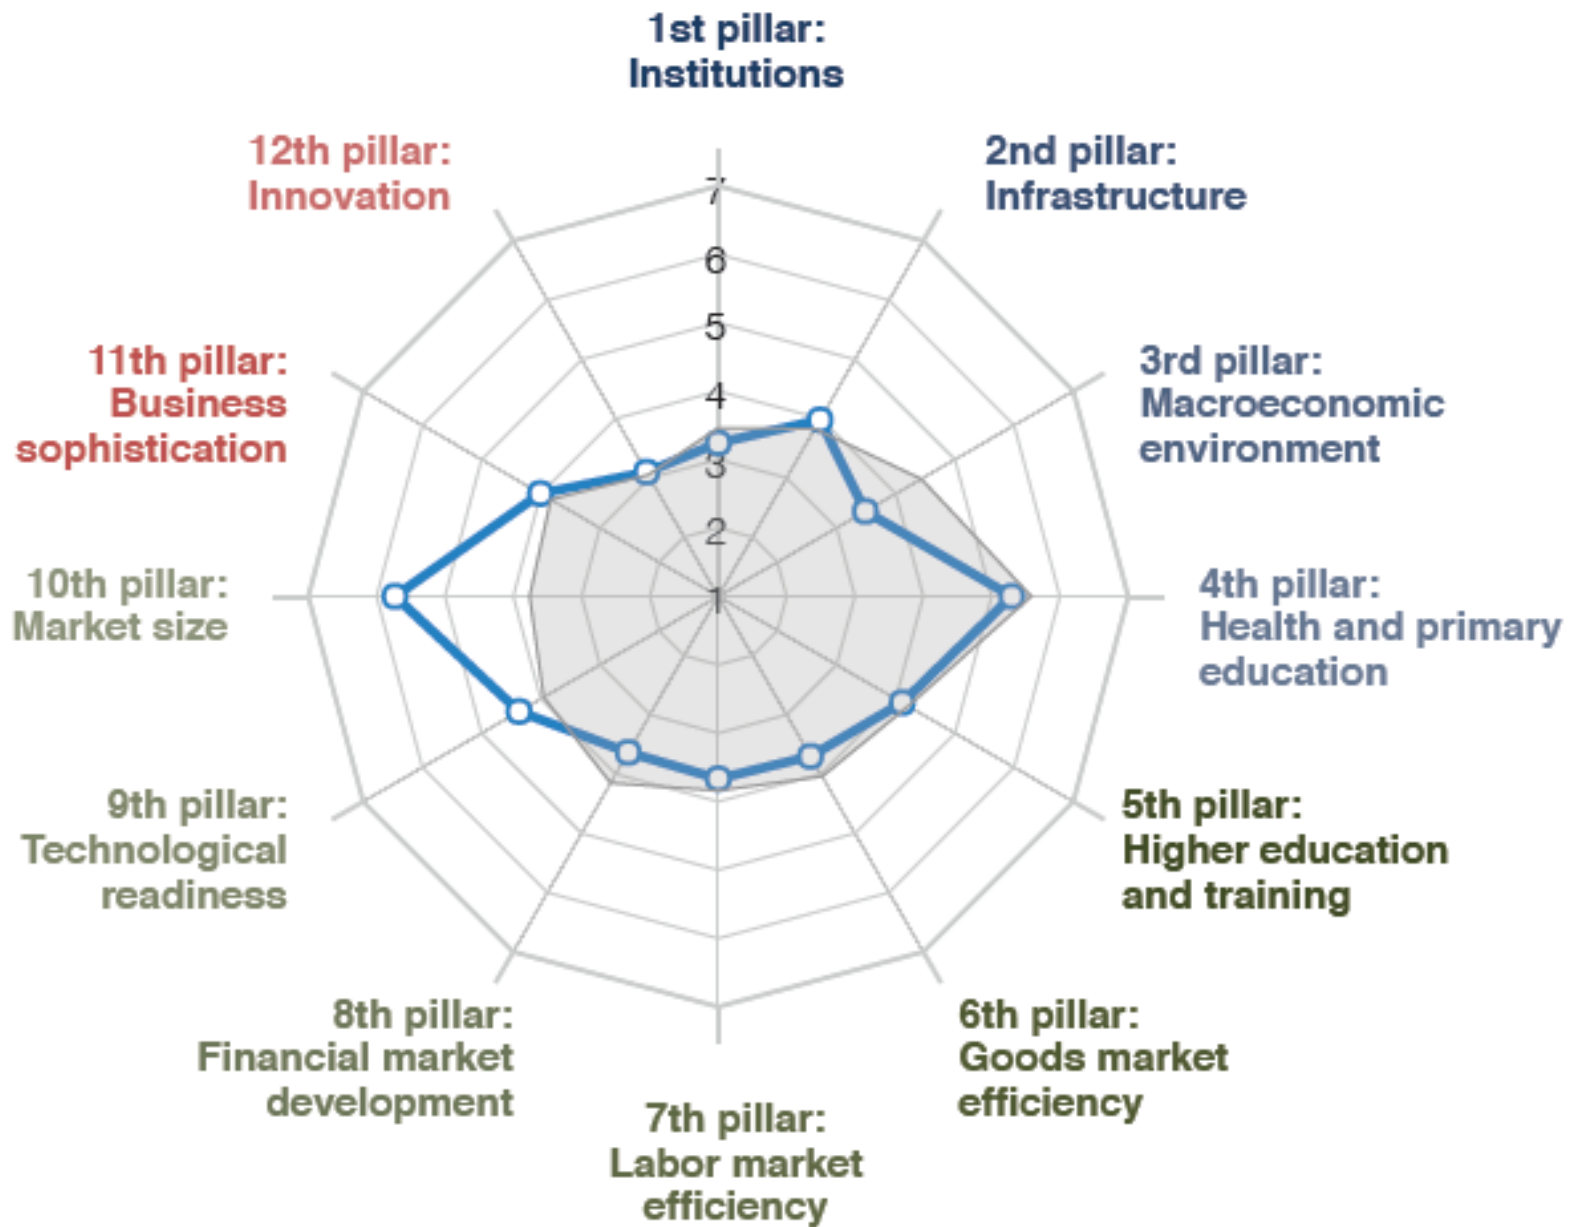 1st pillar:
Institutions
2nd pillar:
Infrastructure
3rd pillar:
Macroeconomic
environment
4th pillar:
Health and primary
education
5th pillar:
Higher education
and training
6th pillar:
Goods market
efficiency
7th pillar:
Labor market
efficiency
8th pillar:
Financial market
development
9th pillar:
Technological
readiness
10th pillar:
Market size
11th pillar:
Business
sophistication
12th pillar:
Innovation
7
6
5
4
3
2
1